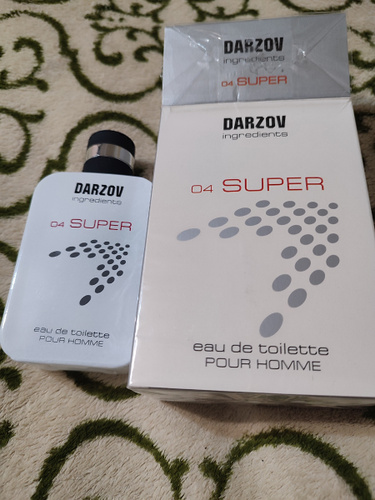 DARZOV
ingredients
04 SUPER
DARZOV
ingredients
04 SUPER
eau de toilette
POUR HOMME
DARZOV
ingredients
04 SUPER
eau de toilette
POUR HOMME